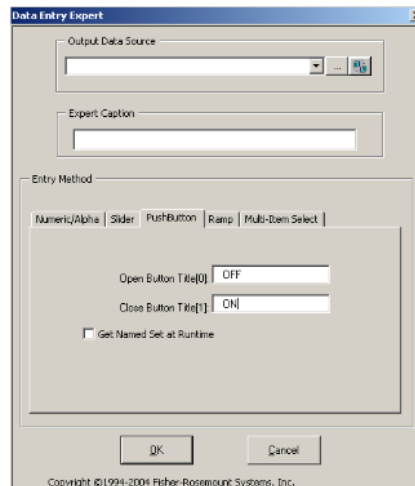 Data Entry Expert
Output Data Source
...
Expert Caption
Entry Method
Numeric/Alpha Slider PushButton Ramp Multi-Item Select
Open Button Title[0]: OFF
Close Button Title[1]: ON
Get Named Set at Runtime
OK Cancel
Copyright ©1994-2004 Fisher-Rosemount Systems, Inc.